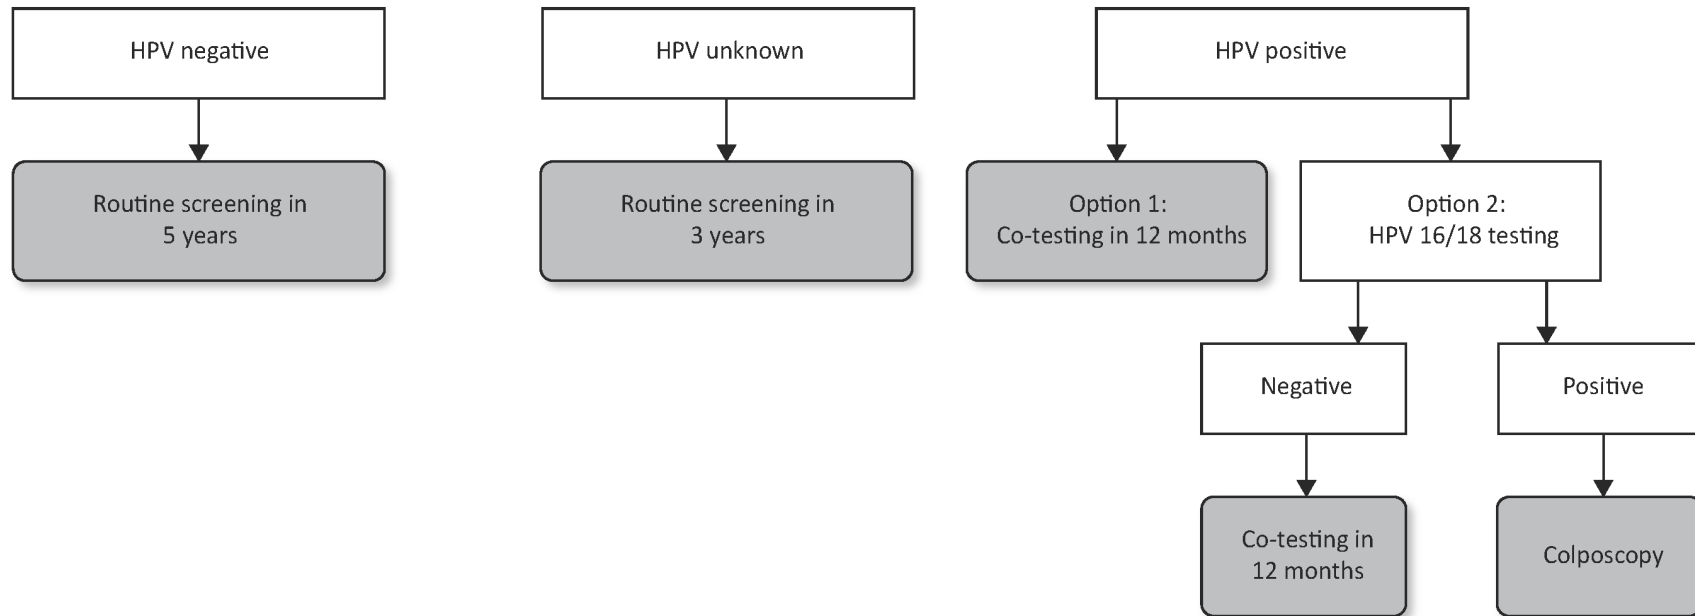 HPV negative
HPV unknown
HPV positive
Routine screening in
5 years
Routine screening in
3 years
Option 1:
Co-testing in 12 months
Option 2:
HPV 16/18 testing
Negative
Positive
Co-testing in
12 months
Colposcopy